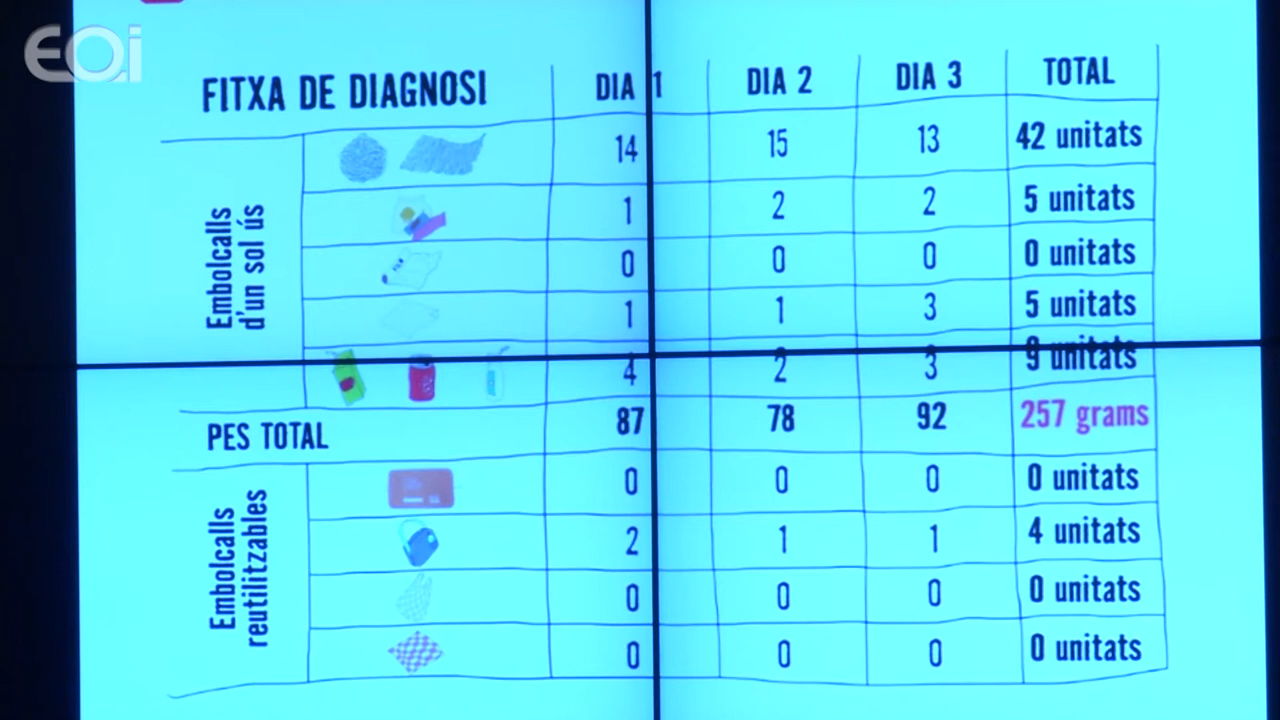 EOi
FITXA DE DIAGNOSI DIA 1 DIA 2 DIA 3 TOTAL
Embolcalls
d'un sol ús
14 15 13 42 unitats
1 2 2 5 unitats
0 0 0 0 unitats
1 1 3 5 unitats
4 2 3 9 unitats
PES TOTAL 87 78 92 257 grams
Embolcalls
reutilitzables
0 0 0 0 unitats
2 1 1 4 unitats
0 0 0 0 unitats
0 0 0 0 unitats